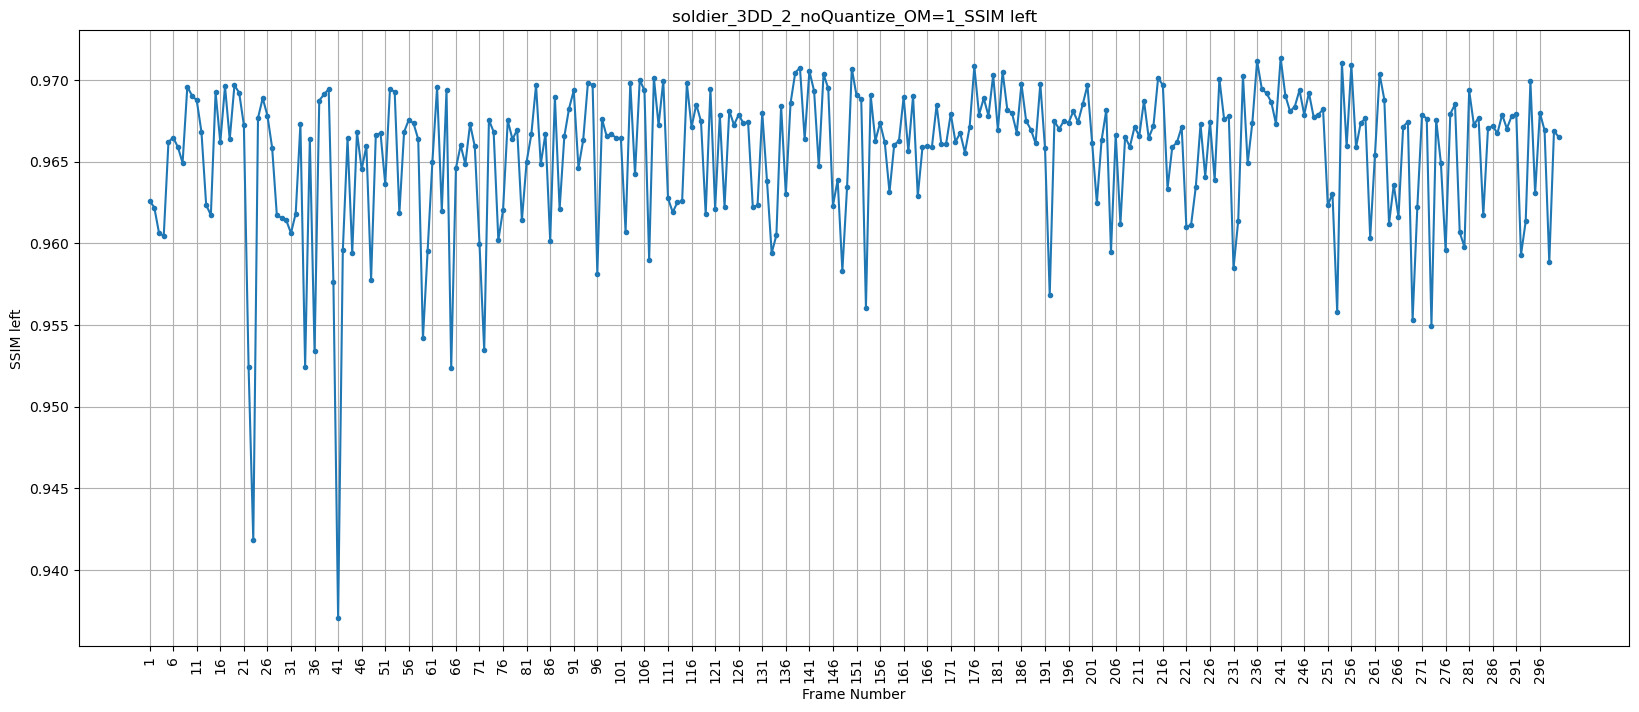 soldier_3DD_2_noQuantize_OM=1_SSIM left
SSIM left
0.970
0.965
0.960
0.955
0.950
0.945
0.940
1 6 11 16 21 26 31 36 41 46 51 56 61 66 71 76 81 86 91 96 101 106 111 116 121 126 131 136 141 146 151 156 161 166 171 176 181 186 191 196 201 206 211 216 221 226 231 236 241 246 251 256 261 266 271 276 281 286 291 296
Frame Number